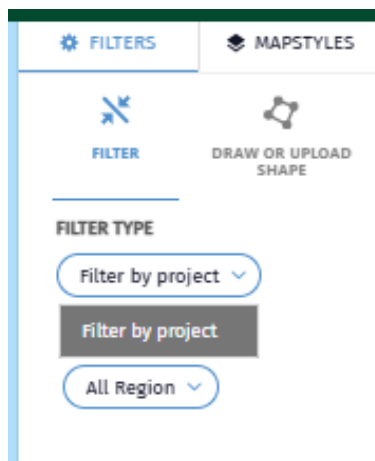 FILTERS
MAPSTYLES
FILTER
DRAW OR UPLOAD
SHAPE
FILTER TYPE
Filter by project
Filter by project
All Region